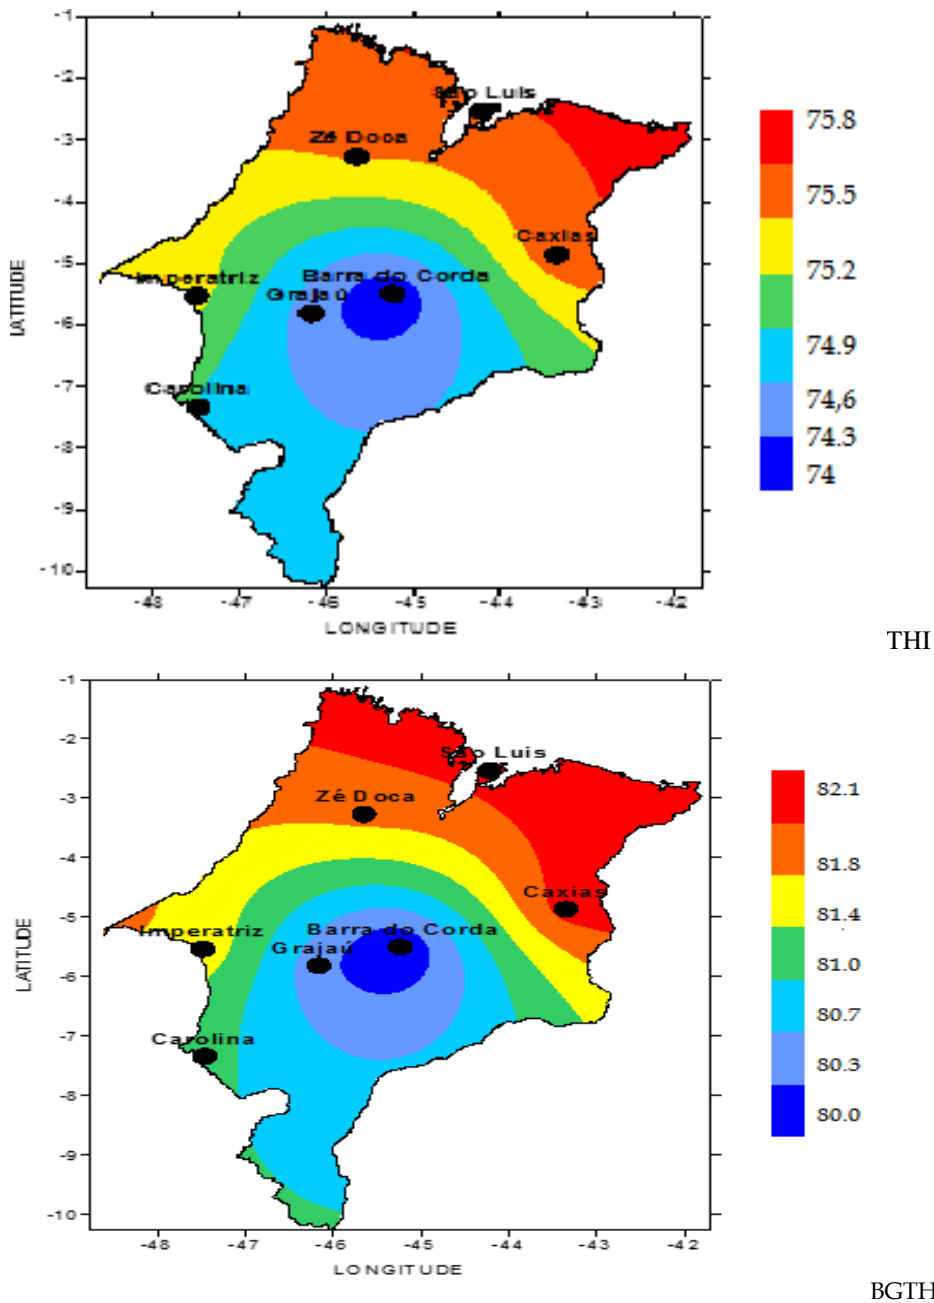 -1
-2
São Luis
-3
Zé Doca
-4
Caxias
-5
Imperatriz
Barra do Corda
Grajaú
-6
-7
Carolina
-8
-9
-10
LATITUDE
-48 -47 -46 -45 -44 -43 -42
LONGITUDE
75.8
75.5
75.2
74.9
74,6
74.3
74
THI
-1
-2
São Luis
-3
Zé Doca
-4
Caxias
-5
Imperatriz
Barra do Corda
Grajaú
-6
-7
Carolina
-8
-9
-10
LATITUDE
-48 -47 -46 -45 -44 -43 -42
LONGITUDE
82.1
81.8
81.4
81.0
80.7
80.3
80.0
BGTH